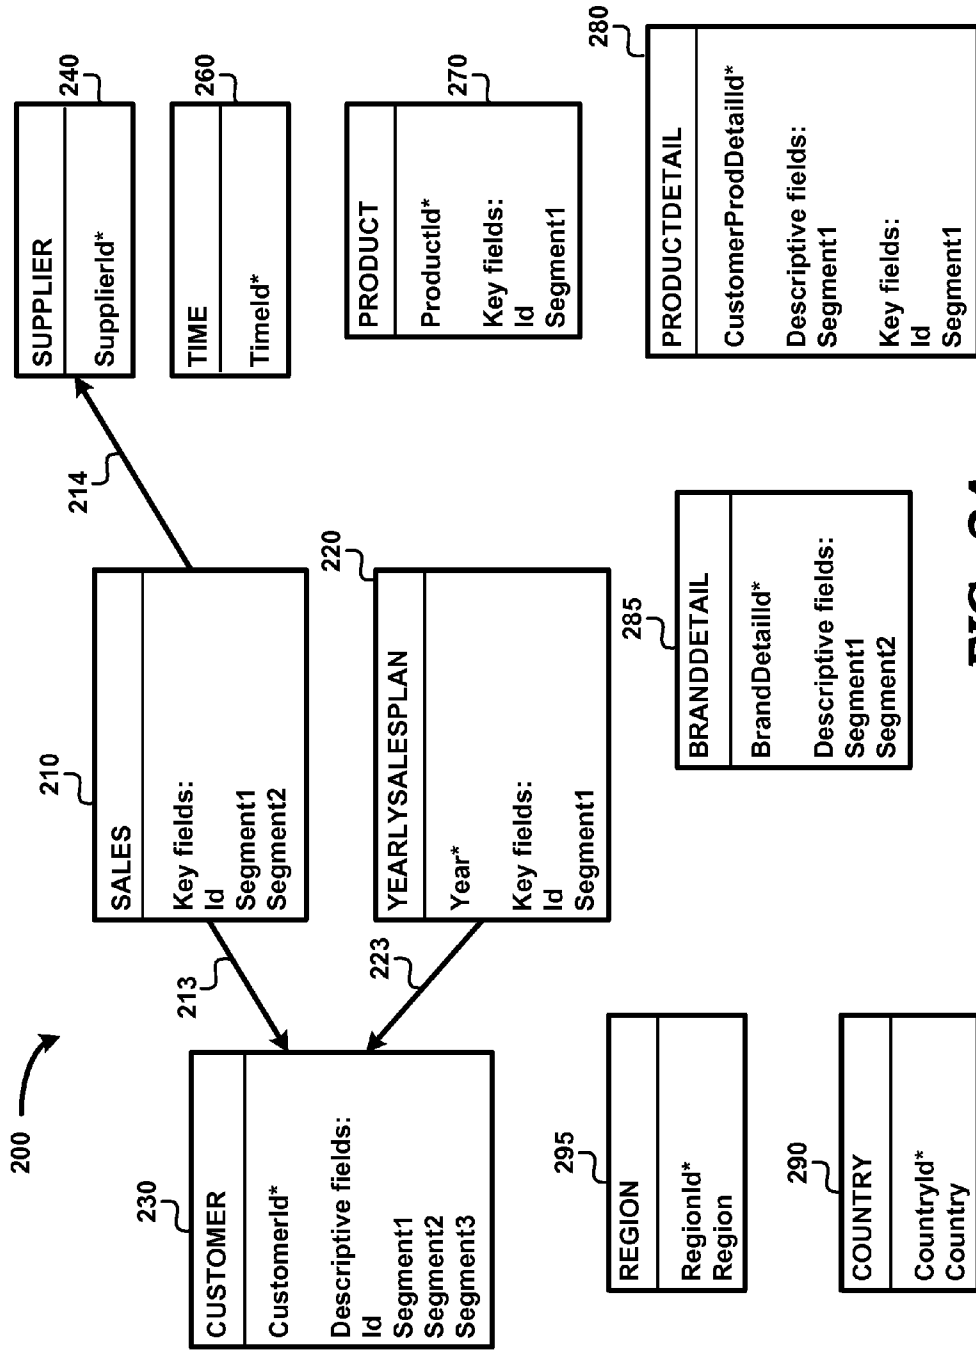 200
230
CUSTOMER
CustomerId*
Descriptive fields:
Id
Segment1
Segment2
Segment3
213
210
SALES
Key fields:
Id
Segment1
Segment2
214
240
SUPPLIER
SupplierId*
260
TIME
TimeId*
223
220
YEARLYSALESPLAN
Year*
Key fields:
Id
Segment1
270
PRODUCT
ProductId*
Key fields:
Id
Segment1
295
REGION
RegionId*
Region
285
BRANDDETAIL
BrandDetailId*
Descriptive fields:
Segment1
Segment2
280
PRODUCTDETAIL
CustomerProdDetailId*
Descriptive fields:
Segment1
Key fields:
Id
Segment1
290
COUNTRY
CountryId*
Country